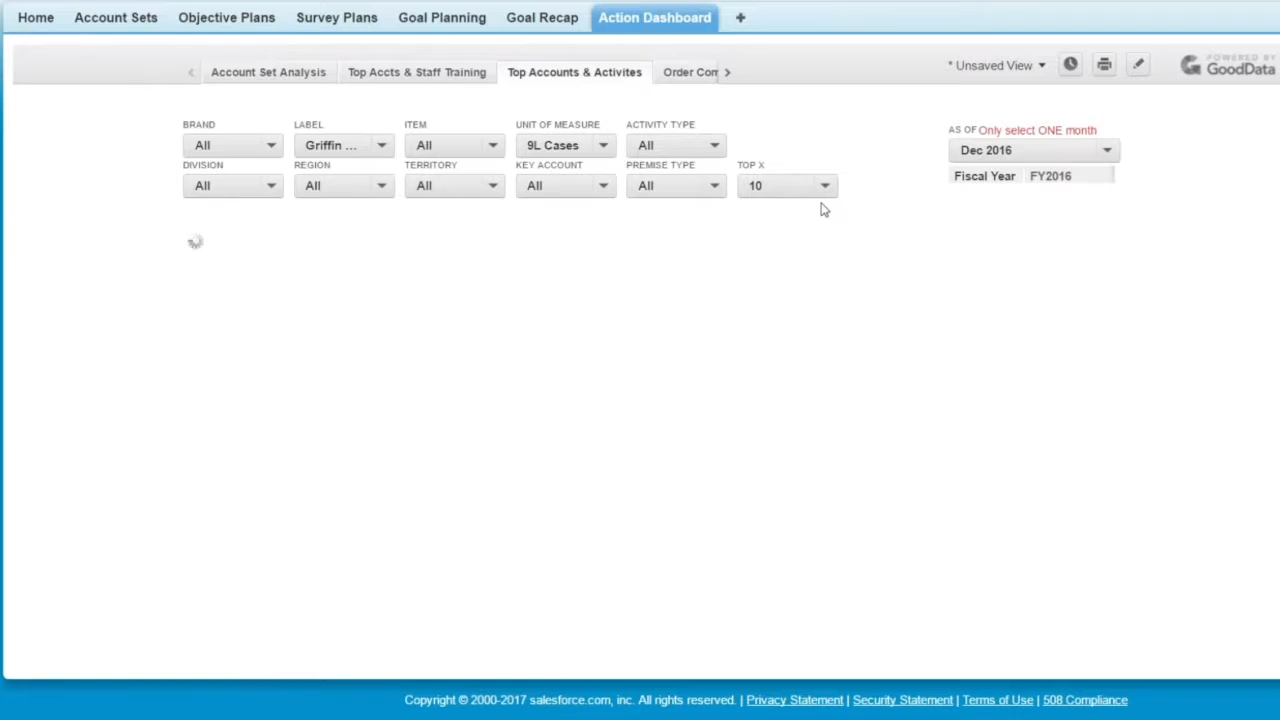 Home Account Sets Objective Plans Survey Plans Goal Planning Goal Recap Action Dashboard +
Account Set Analysis Top Accts & Staff Training Top Accounts & Activites Order Com
* Unsaved View
POWERED BY
GoodData
BRAND LABEL ITEM UNIT OF MEASURE ACTIVITY TYPE
AS OF Only select ONE month
All Griffin ... All 9L Cases All
Dec 2016
DIVISION REGION TERRITORY KEY ACCOUNT PREMISE TYPE TOP X
Fiscal Year FY2016
All All All All All 10
Copyright © 2000-2017 salesforce.com, inc. All rights reserved. | Privacy Statement | Security Statement | Terms of Use | 508 Compliance